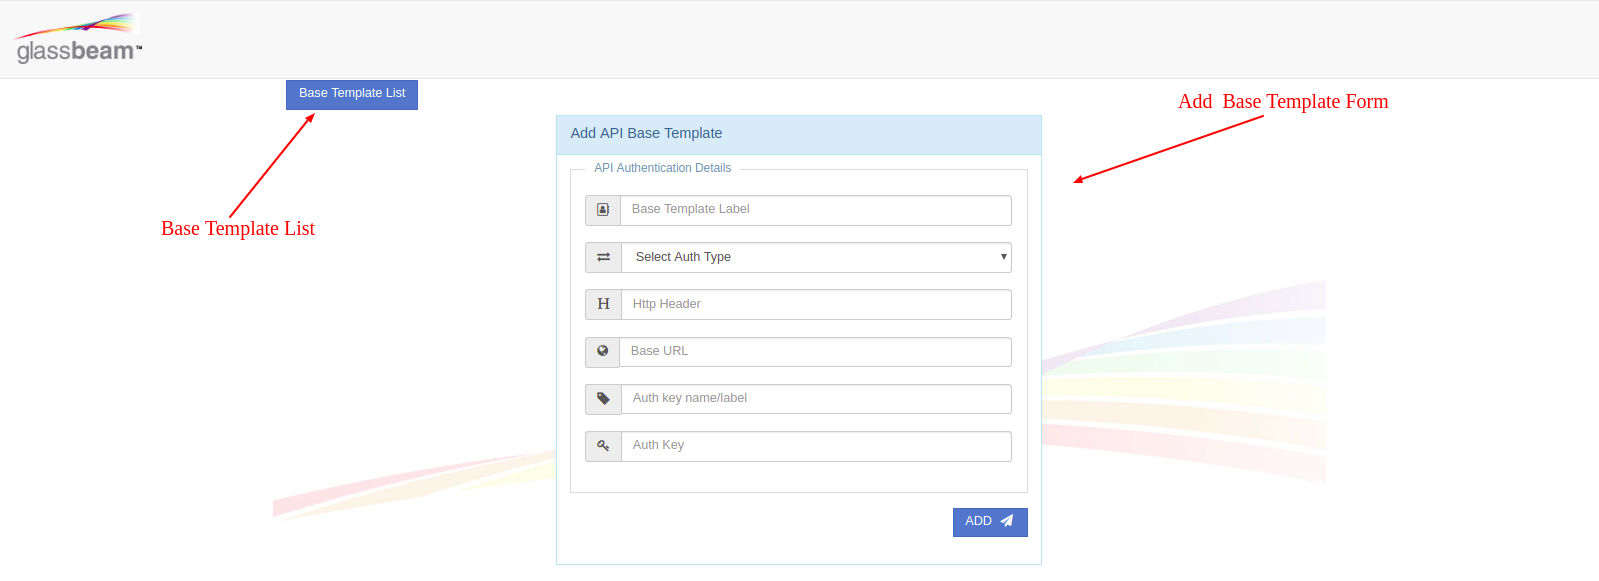 glassbeam™
Base Template List
Add Base Template Form
Add API Base Template
API Authentication Details
Base Template Label
Base Template List
Select Auth Type
H Http Header
Base URL
Auth key name/label
Auth Key
ADD